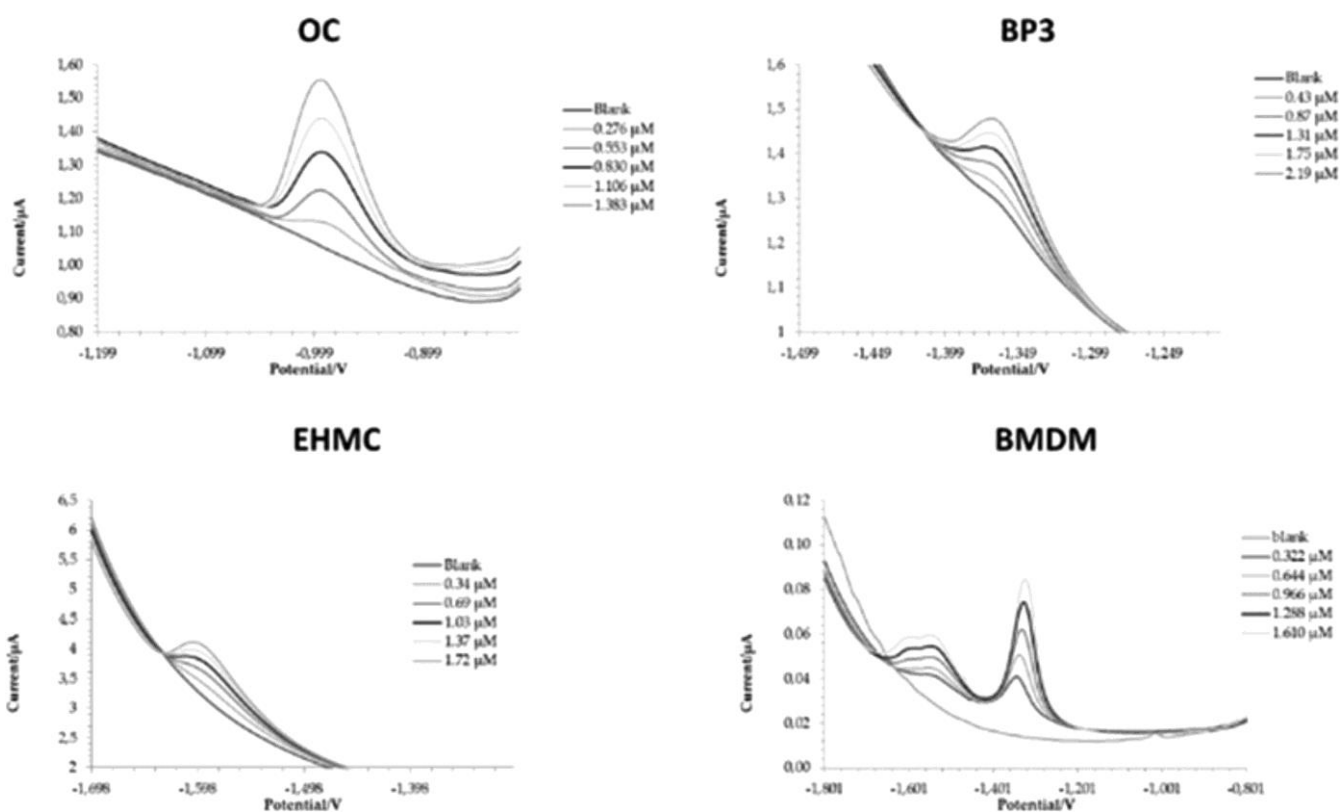 OC
1,60
1,50
1,40
1,30
1,20
1,10
1,00
0,90
0,80
Current/µA
-1,199
-1,099
-0,999
-0,899
Potential/V
Blank
0.276 µM
0.553 µM
0.830 µM
1.106 µM
1.383 µM
BP3
1,6
1,5
1,4
1,3
1,2
1,1
1
Current/µA
-1,499
-1,449
-1,399
-1,349
-1,299
-1,249
Potential/V
Blank
0.43 µM
0.87 µM
1.31 µM
1.75 µM
2.19 µM
EHMC
6,5
6
5,5
5
4,5
4
3,5
3
2,5
2
Current/µA
-1,698
-1,598
-1,498
-1,398
Potential/V
Blank
0.34 µM
0.69 µM
1.03 µM
1.37 µM
1.72 µM
BMDM
0,12
0,10
0,08
0,06
0,04
0,02
0,00
Current/µA
-1,801
-1,601
-1,401
-1,201
-1,001
-0,801
Potential/V
blank
0.322 µM
0.644 µM
0.966 µM
1.288 µM
1.610 µM